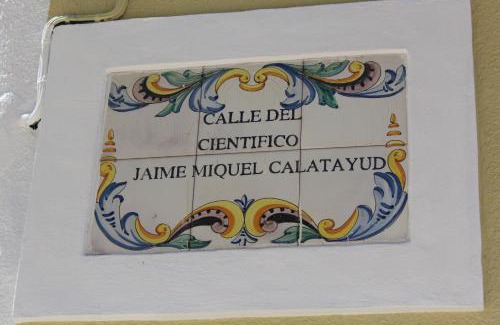 CALLE DEL
CIENTIFICO
JAIME MIQUEL CALATAYUD